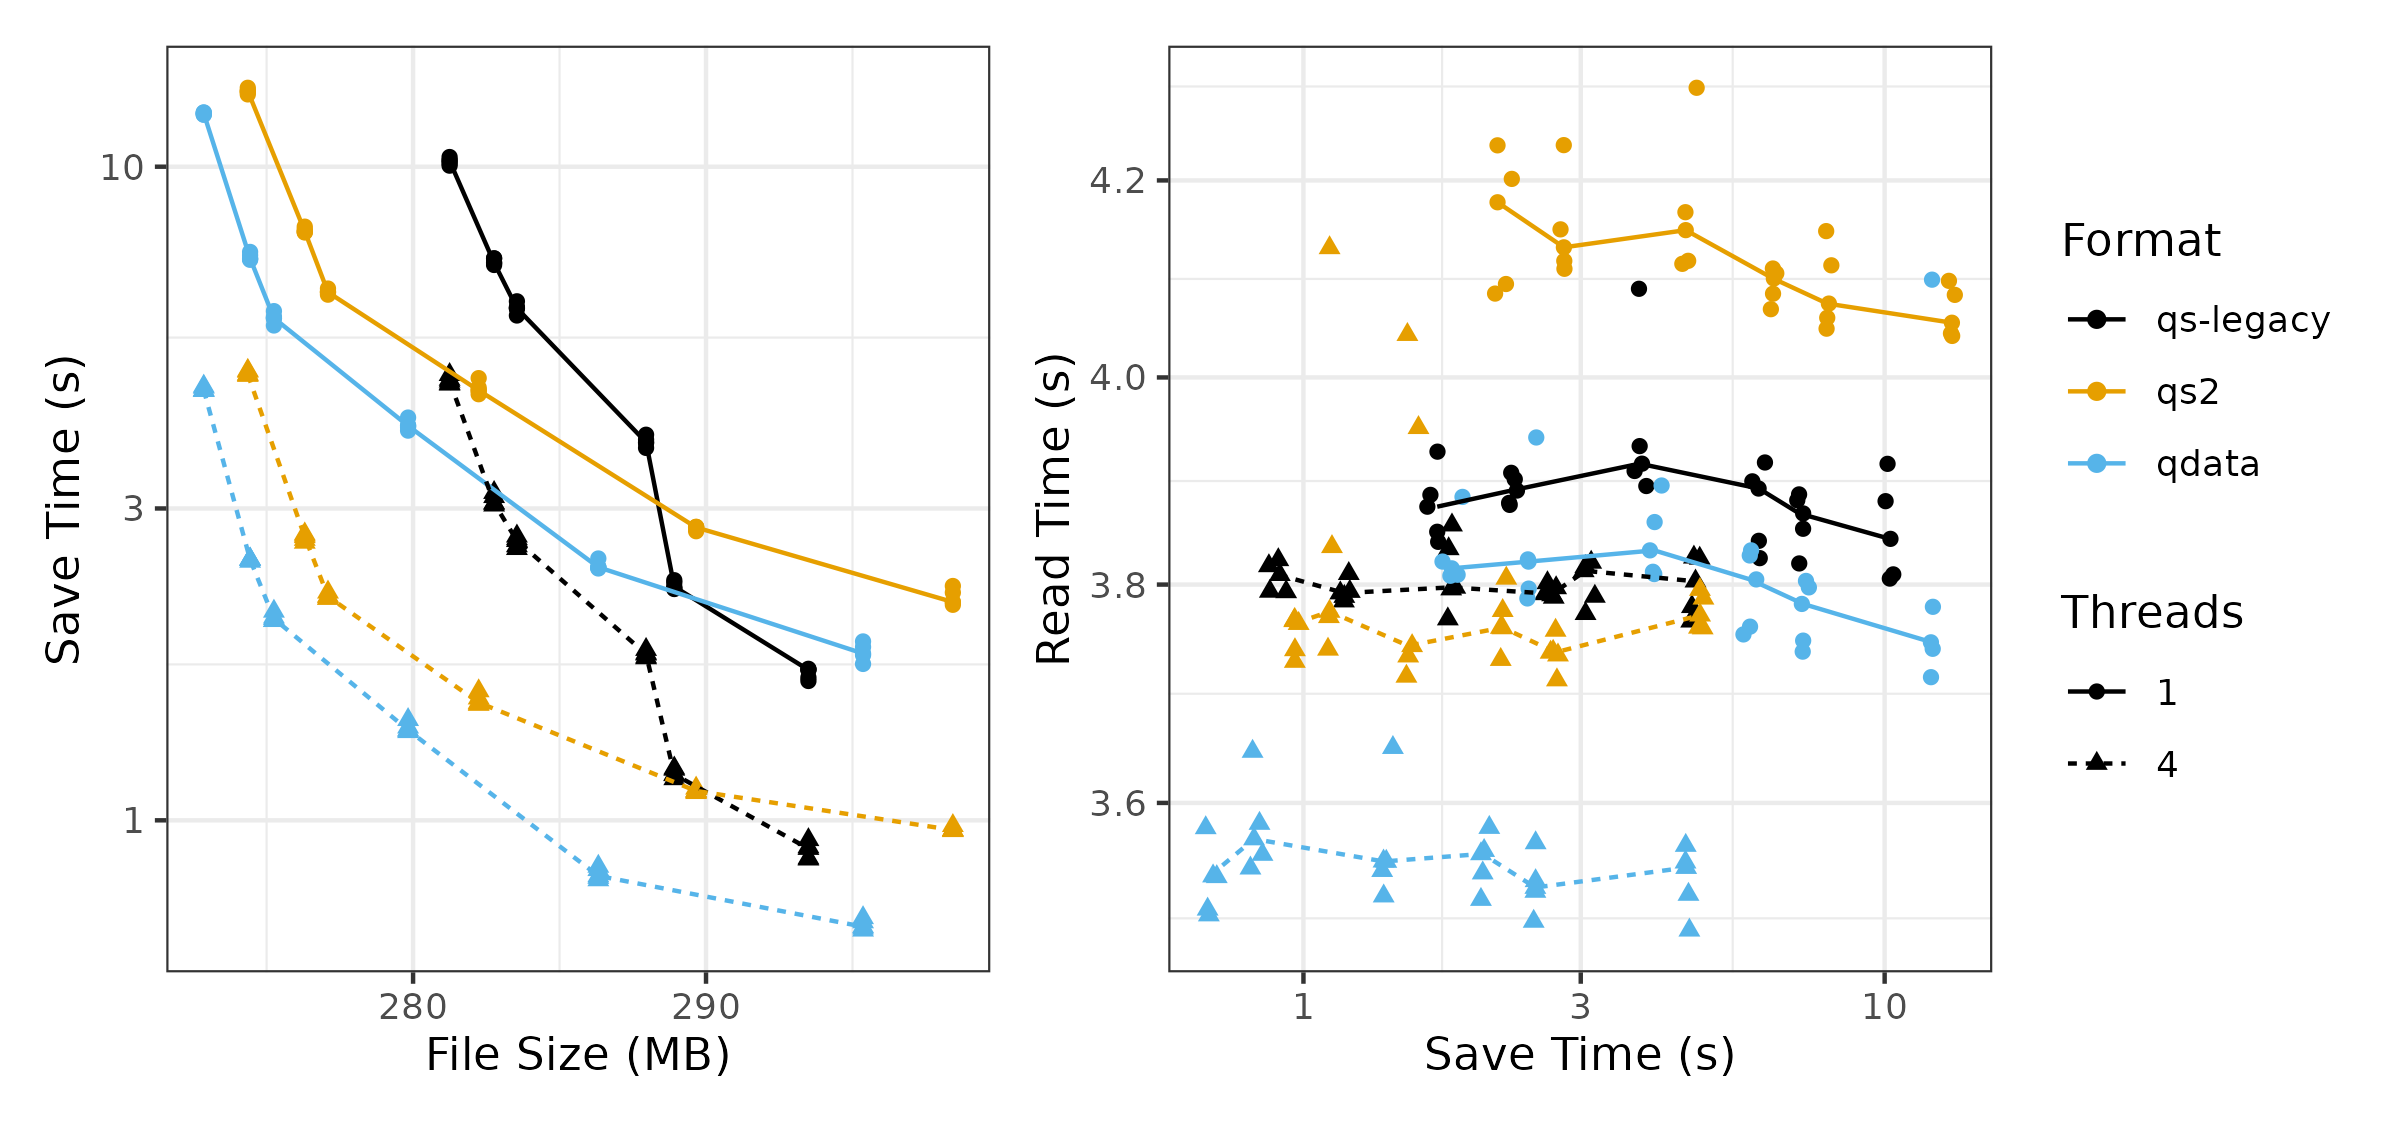 Save Time (s)
10
3
1
280 290
File Size (MB)
Read Time (s)
4.2
4.0
3.8
3.6
1 3 10
Save Time (s)
Format
qs-legacy
qs2
qdata
Threads
1
4